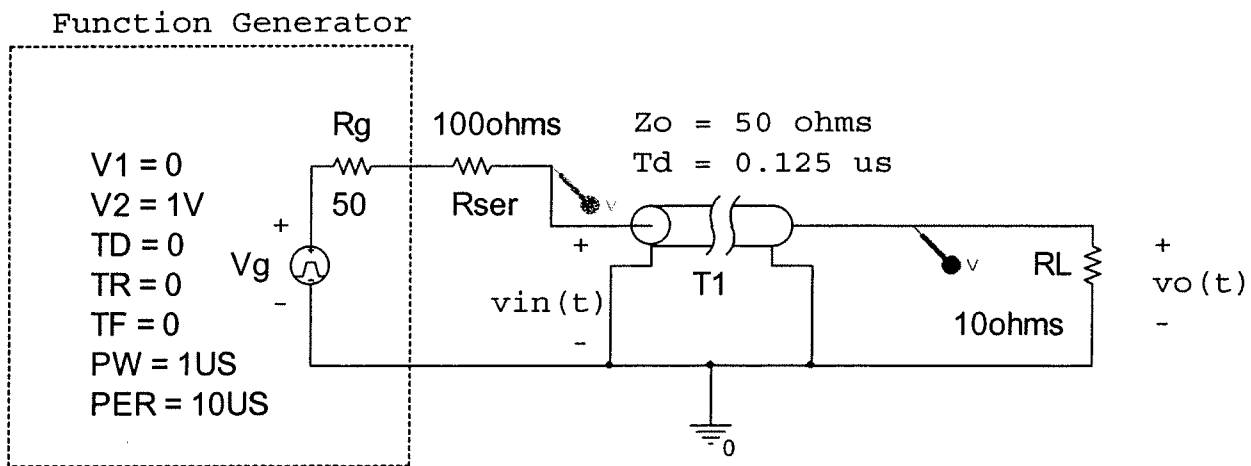 Function Generator
Rg
100ohms
Zo = 50 ohms
Td = 0.125 us
V1 = 0
V2 = 1V
TD = 0
TR = 0
TF = 0
PW = 1US
PER = 10US
50
Rser
V
+
Vg
-
+
vin(t)
-
T1
V
RL
10ohms
+
vo(t)
-
0